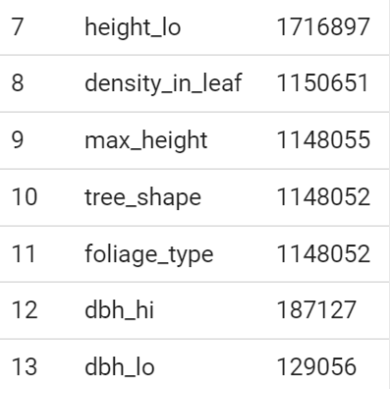 7 height_lo 1716897
8 density_in_leaf 1150651
9 max_height 1148055
10 tree_shape 1148052
11 foliage_type 1148052
12 dbh_hi 187127
13 dbh_lo 129056